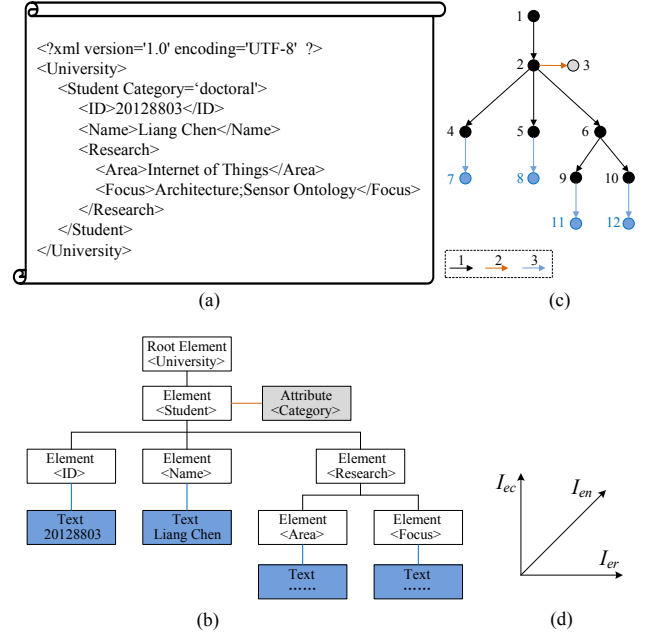 <?xml version='1.0' encoding='UTF-8' ?>
<University>
<Student Category=‘doctoral'>
<ID>20128803</ID>
<Name>Liang Chen</Name>
<Research>
<Area>Internet of Things</Area>
<Focus>Architecture;Sensor Ontology</Focus>
</Research>
</Student>
</University>
(a)
1
2
3
4
5
6
7
8
9
10
11
12
1 2 3
(c)
Root Element
<University>
Element
<Student>
Attribute
<Category>
Element
<ID>
Element
<Name>
Element
<Research>
Text
20128803
Text
Liang Chen
Element
<Area>
Element
<Focus>
Text
......
Text
......
(b)
Iec
Ien
Ier
(d)